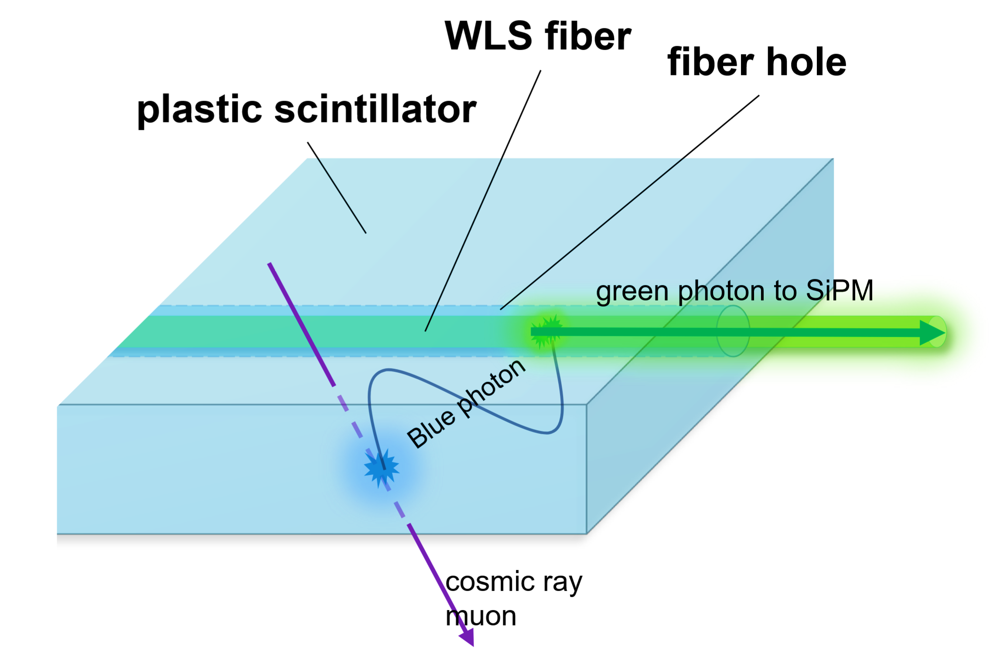 WLS fiber
fiber hole
plastic scintillator
green photon to SiPM
Blue photon
cosmic ray
muon